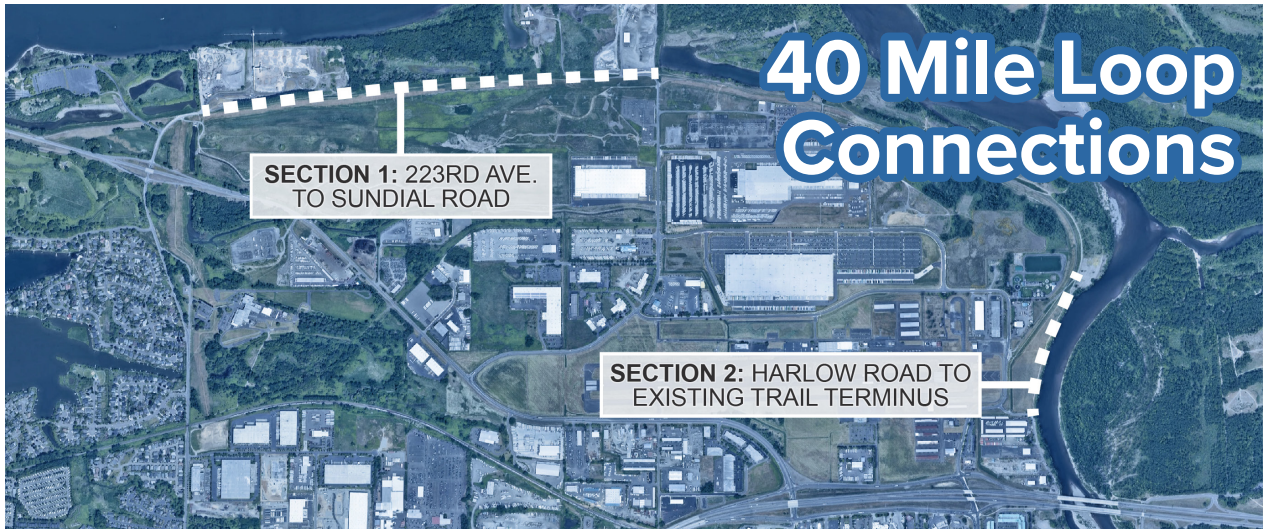 40 Mile Loop
Connections
SECTION 1: 223RD AVE.
TO SUNDIAL ROAD
SECTION 2: HARLOW ROAD TO
EXISTING TRAIL TERMINUS